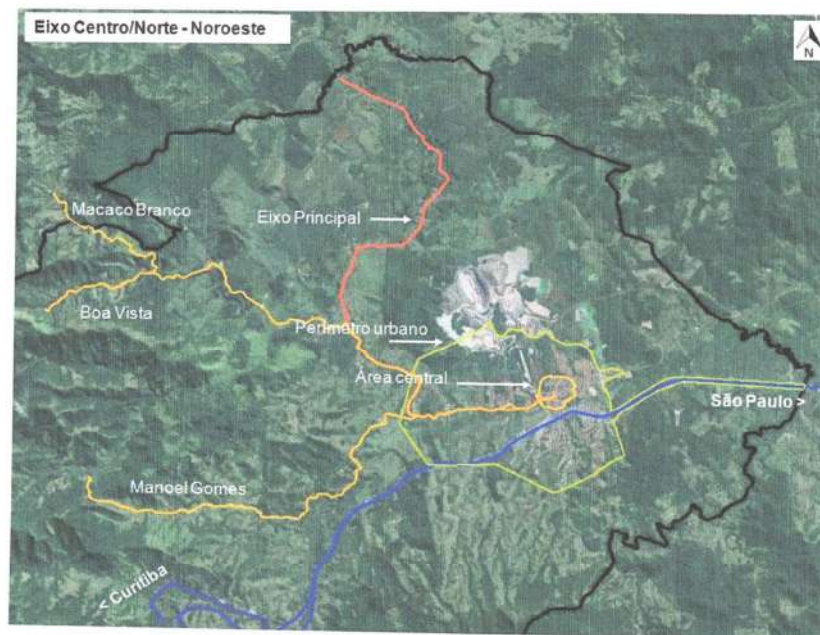 Eixo Centro/Norte - Noroeste
N
Macaco Branco
Eixo Principal
Boa Vista
Perímetro urbano
Área central
São Paulo >
Manoel Gomes
< Curitiba